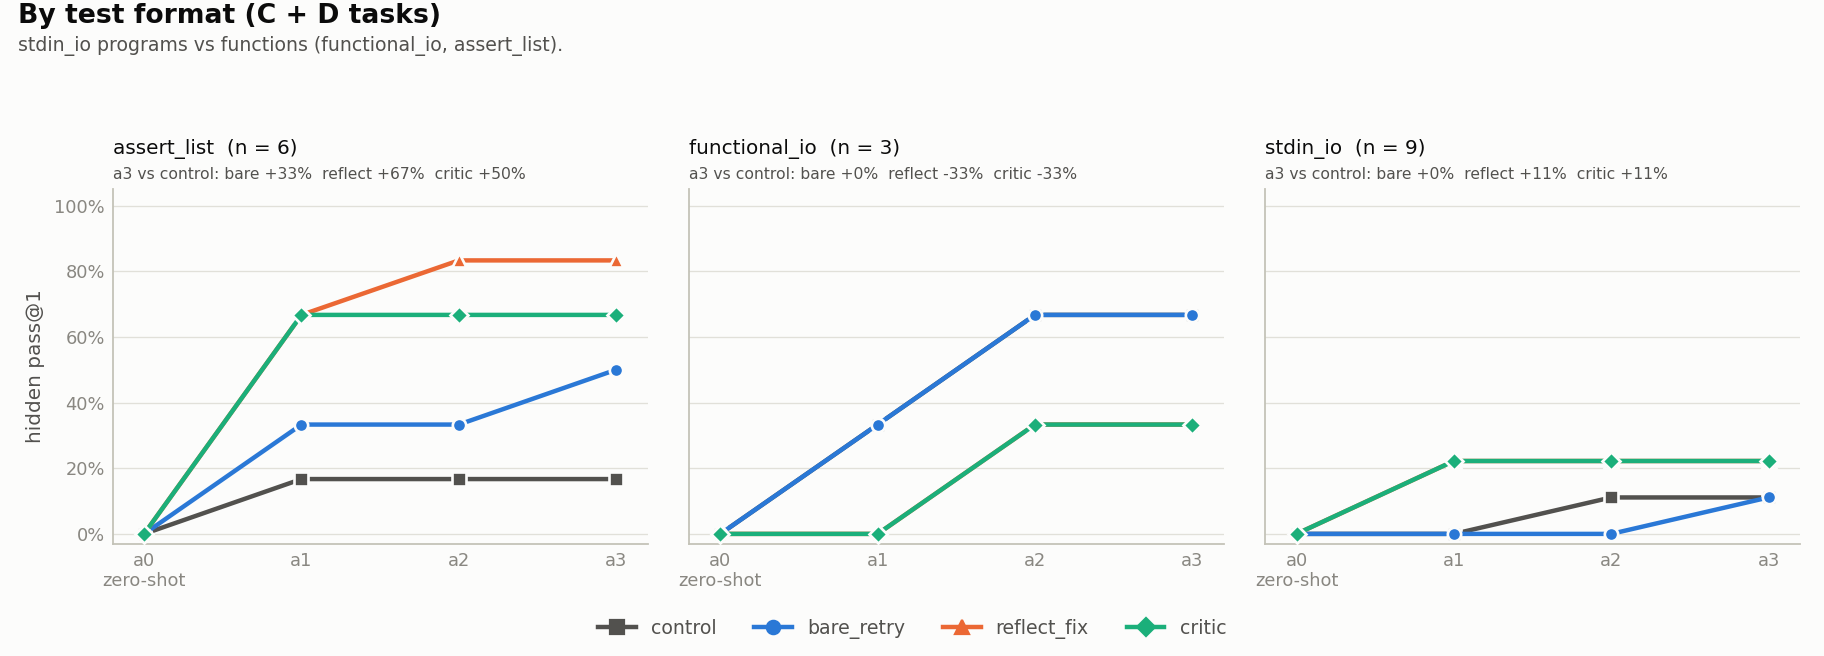 By test format (C + D tasks)
stdin_io programs vs functions (functional_io, assert_list).
assert_list  (n = 6)
a3 vs control: bare +33%  reflect +67%  critic +50%
functional_io  (n = 3)
a3 vs control: bare +0%  reflect -33%  critic -33%
stdin_io  (n = 9)
a3 vs control: bare +0%  reflect +11%  critic +11%
hidden pass@1
100%
80%
60%
40%
20%
0%
a0
zero-shot
a1
a2
a3
a0
zero-shot
a1
a2
a3
a0
zero-shot
a1
a2
a3
control
bare_retry
reflect_fix
critic